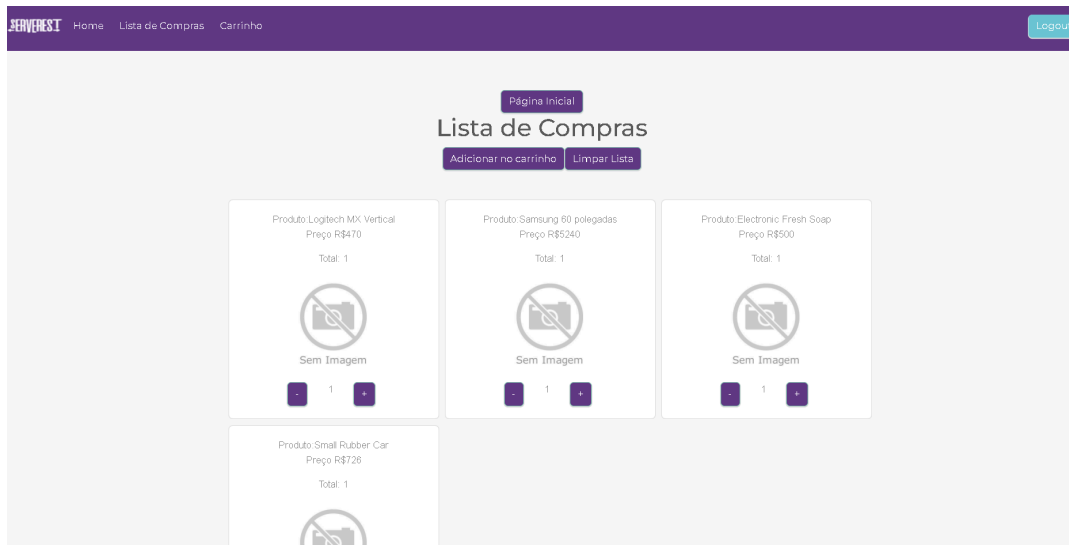 SERVEREST Home Lista de Compras Carrinho Logout
Página Inicial
Lista de Compras
Adicionar no carrinho Limpar Lista
Produto:Logitech MX Vertical
Preço R$470
Total: 1
Sem Imagem
- 1 +
Produto:Samsung 60 polegadas
Preço R$5240
Total: 1
Sem Imagem
- 1 +
Produto:Electronic Fresh Soap
Preço R$500
Total: 1
Sem Imagem
- 1 +
Produto:Small Rubber Car
Preço R$726
Total: 1